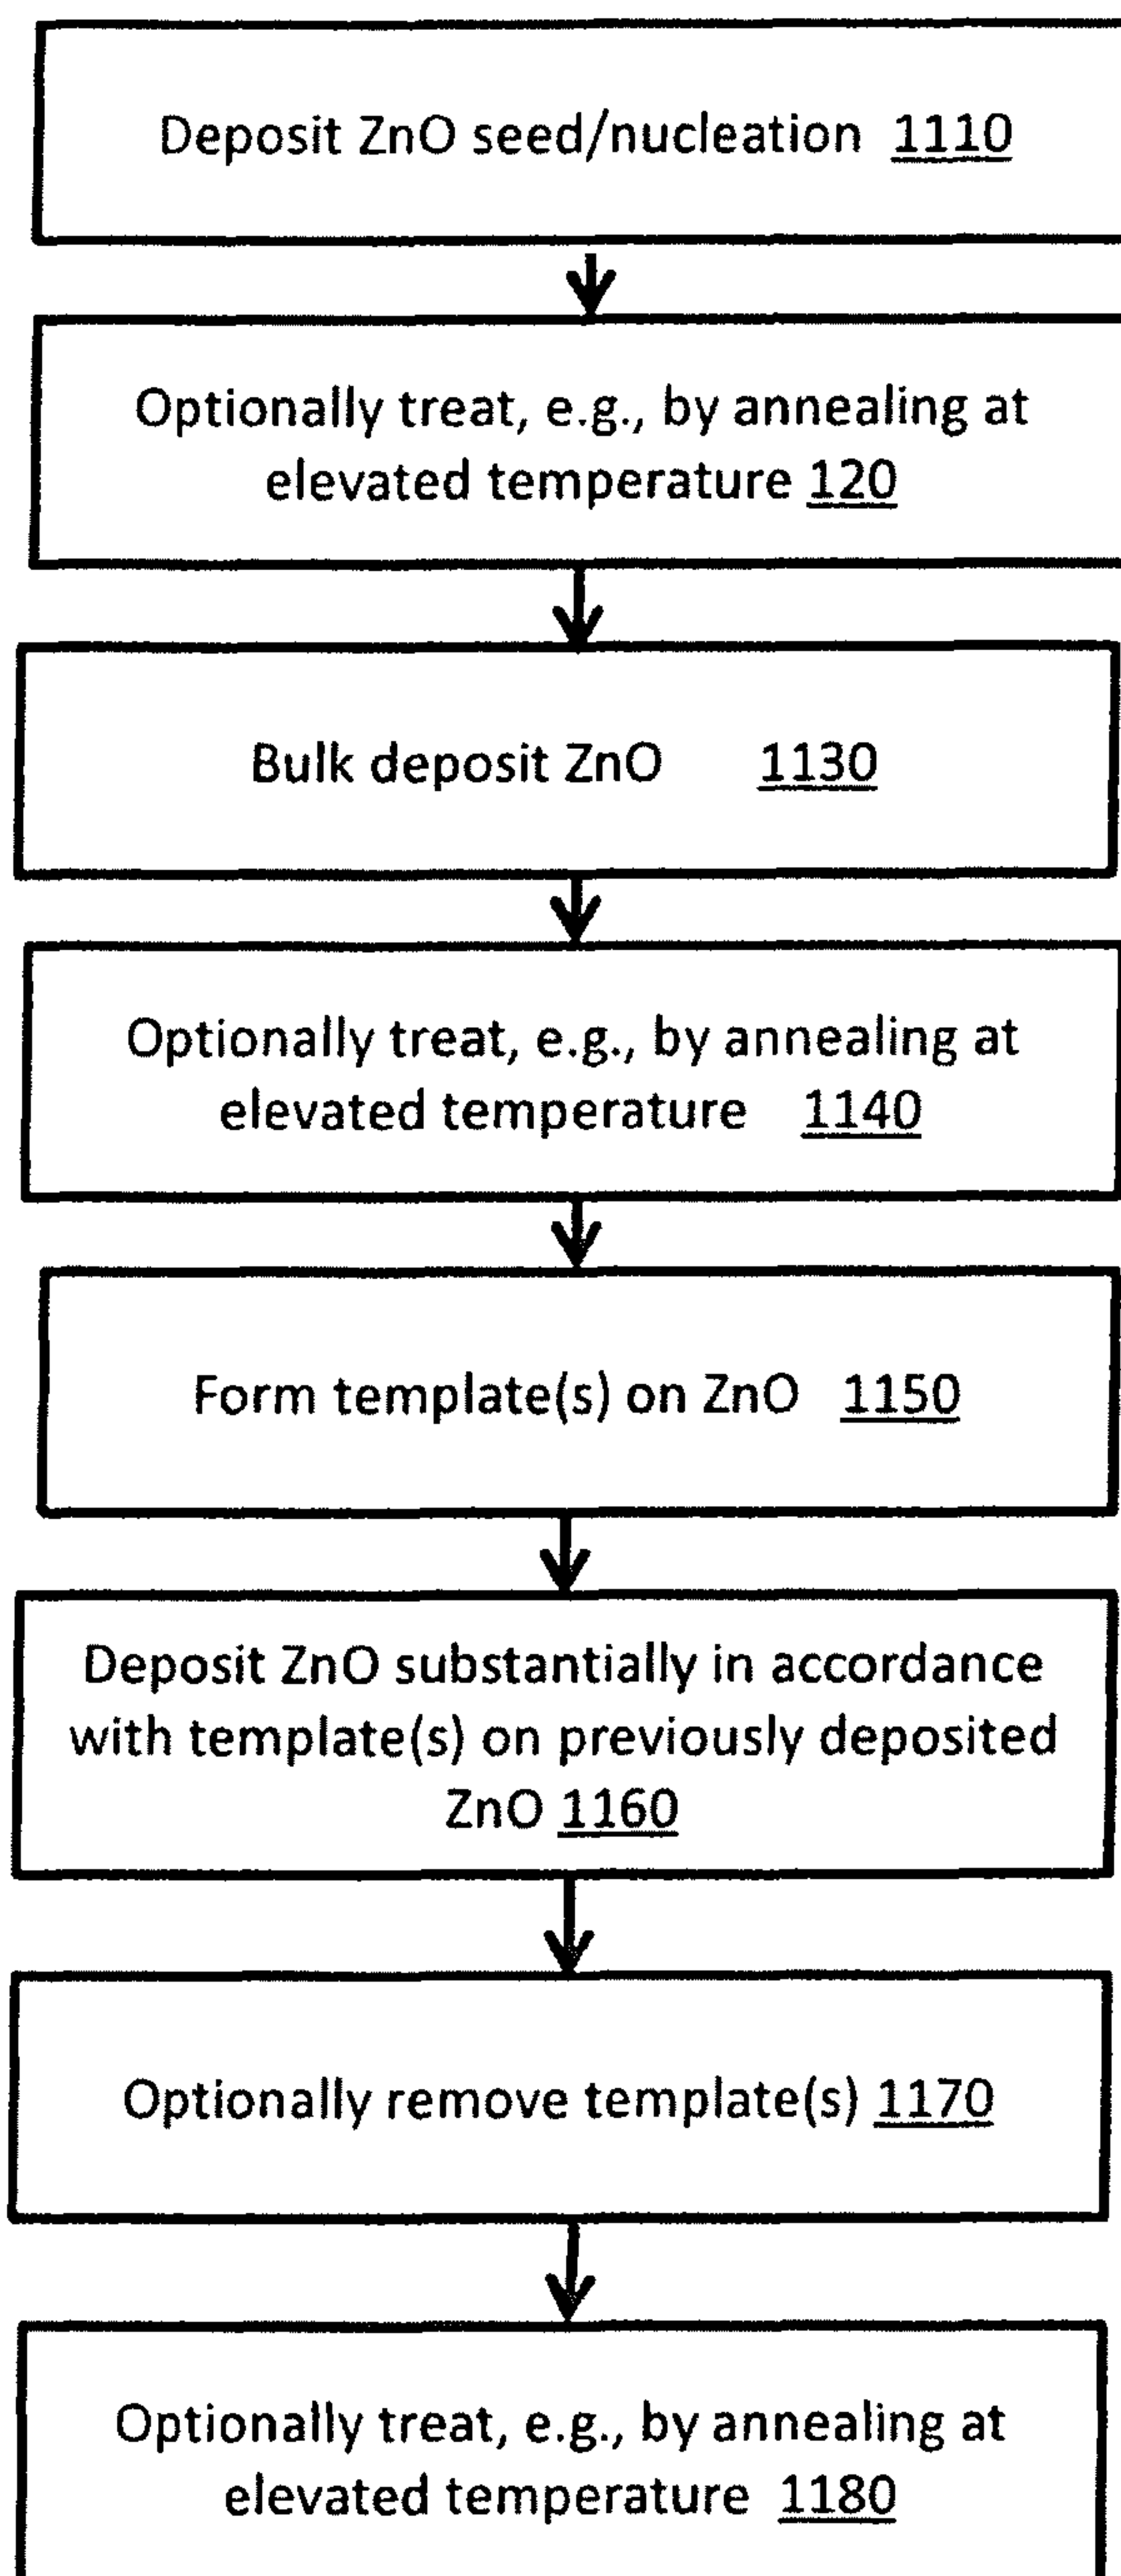 Deposit ZnO seed/nucleation 1110
Optionally treat, e.g., by annealing at
elevated temperature 120
Bulk deposit ZnO 1130
Optionally treat, e.g., by annealing at
elevated temperature 1140
Form template(s) on ZnO 1150
Deposit ZnO substantially in accordance
with template(s) on previously deposited
ZnO 1160
Optionally remove template(s) 1170
Optionally treat, e.g., by annealing at
elevated temperature 1180